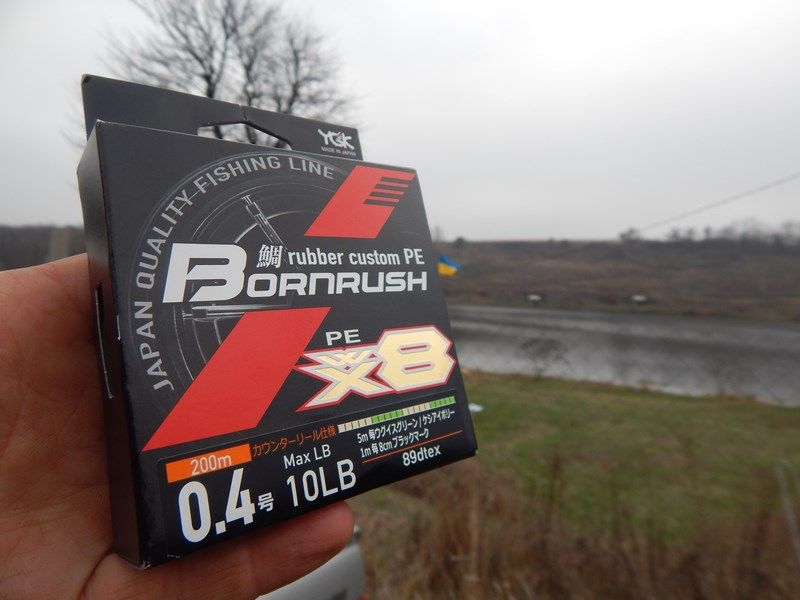 YGK
MADE IN JAPAN
JAPAN QUALITY FISHING LINE
鯛 rubber custom PE
BORNRUSH
PE
WXX8
200m
カウンターリール仕様
0.4号
Max LB
10LB
5m毎ウグイスグリーン/ケシアイボリー
1m毎8cmブラックマーク
89dtex